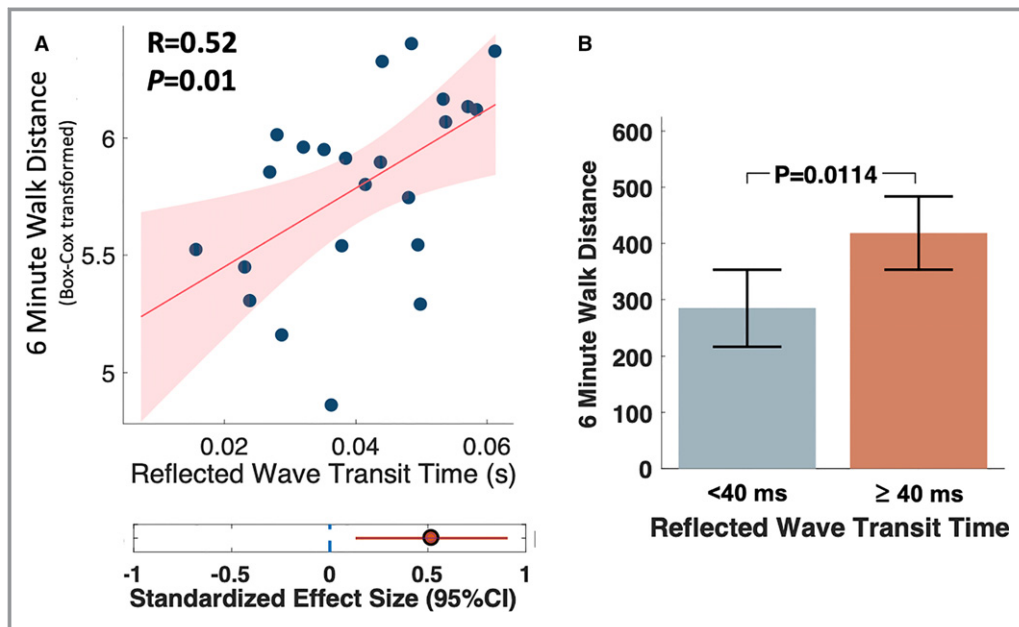 A
R=0.52
P=0.01
6 Minute Walk Distance
(Box-Cox transformed)
6
5.5
5
0.02 0.04 0.06
Reflected Wave Transit Time (s)
-1 -0.5 0 0.5 1
Standardized Effect Size (95%CI)
B
6 Minute Walk Distance
600
500
400
300
200
100
0
P=0.0114
<40 ms ≥ 40 ms
Reflected Wave Transit Time